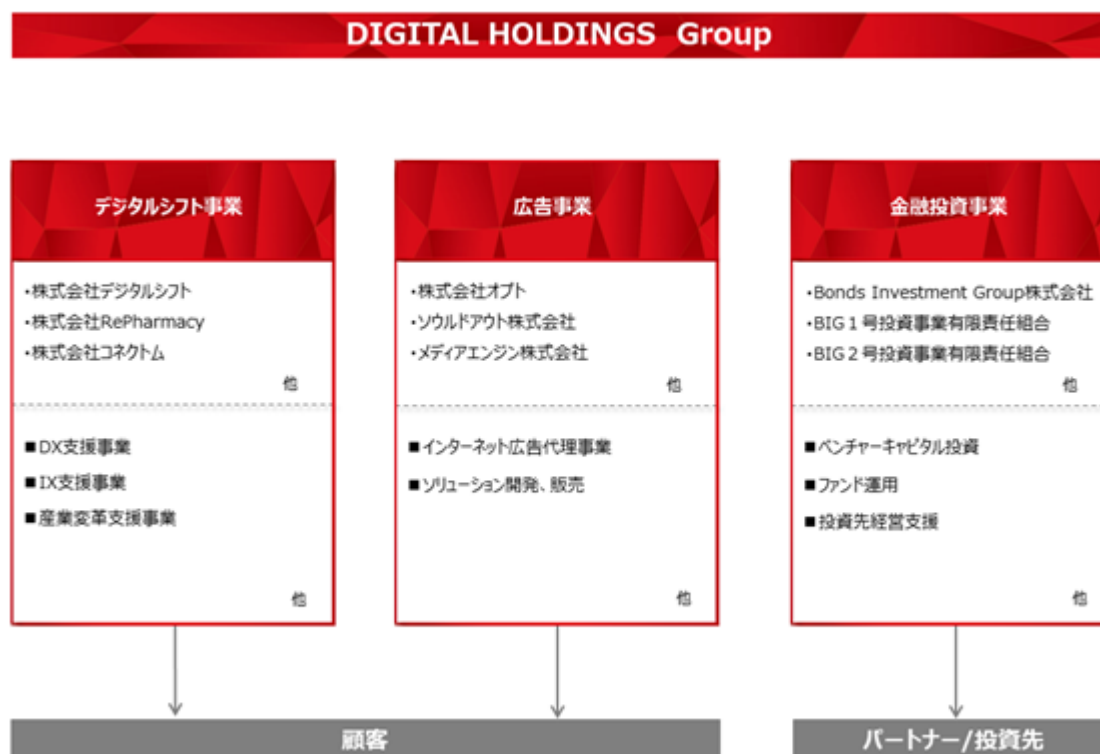 DIGITAL HOLDINGS Group
デジタルシフト事業
・株式会社デジタルシフト
・株式会社RePharmacy
・株式会社コネクトム
他
■DX支援事業
■IX支援事業
■産業変革支援事業
他
広告事業
・株式会社オプト
・ソウルドアウト株式会社
・メディアエンジン株式会社
他
■インターネット広告代理事業
■ソリューション開発、販売
他
金融投資事業
・Bonds Investment Group株式会社
・BIG１号投資事業有限責任組合
・BIG２号投資事業有限責任組合
他
■ベンチャーキャピタル投資
■ファンド運用
■投資先経営支援
他
顧客
パートナー/投資先